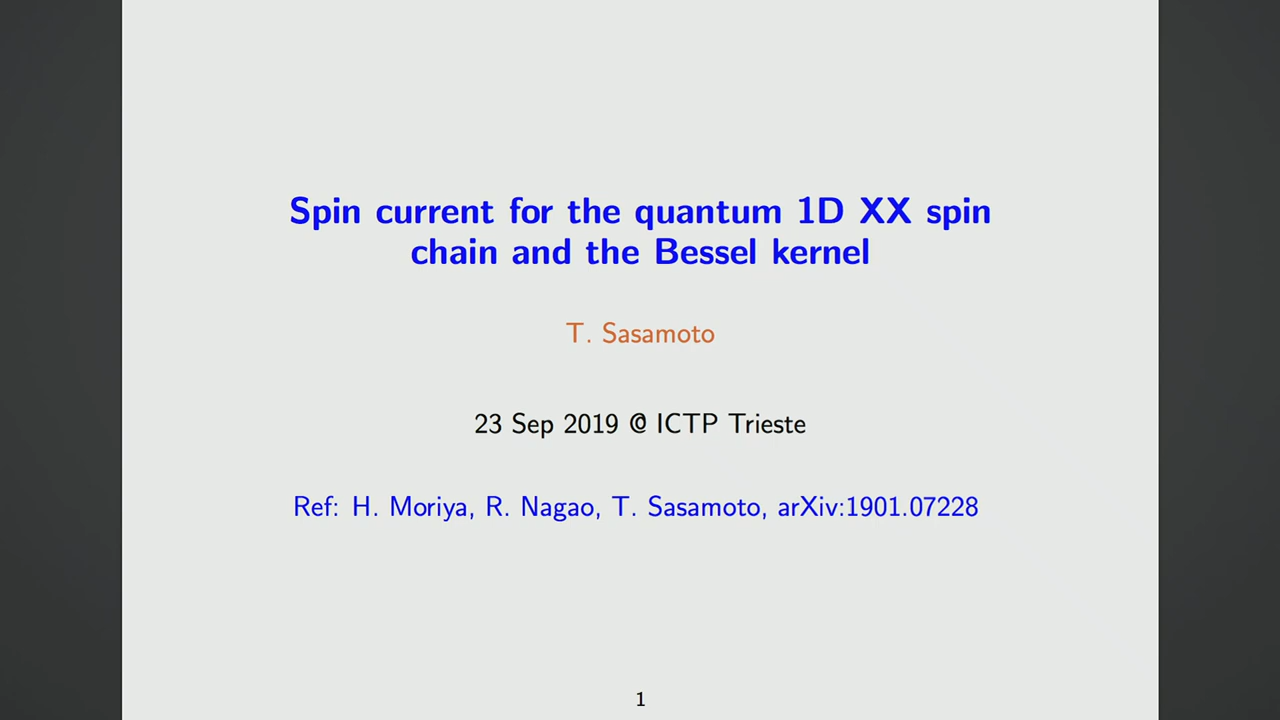 Spin current for the quantum 1D XX spin
chain and the Bessel kernel
T. Sasamoto
23 Sep 2019 @ ICTP Trieste
Ref: H. Moriya, R. Nagao, T. Sasamoto, arXiv:1901.07228
1